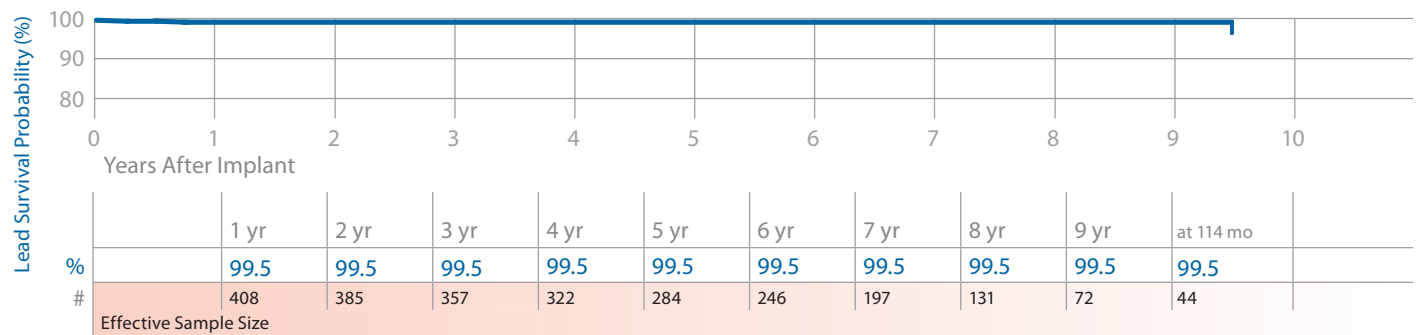 Lead Survival Probability (%)
100
90
80
0 1 2 3 4 5 6 7 8 9 10
Years After Implant
1 yr 2 yr 3 yr 4 yr 5 yr 6 yr 7 yr 8 yr 9 yr at 114 mo
% 99.5 99.5 99.5 99.5 99.5 99.5 99.5 99.5 99.5 99.5
# 408 385 357 322 284 246 197 131 72 44
Effective Sample Size